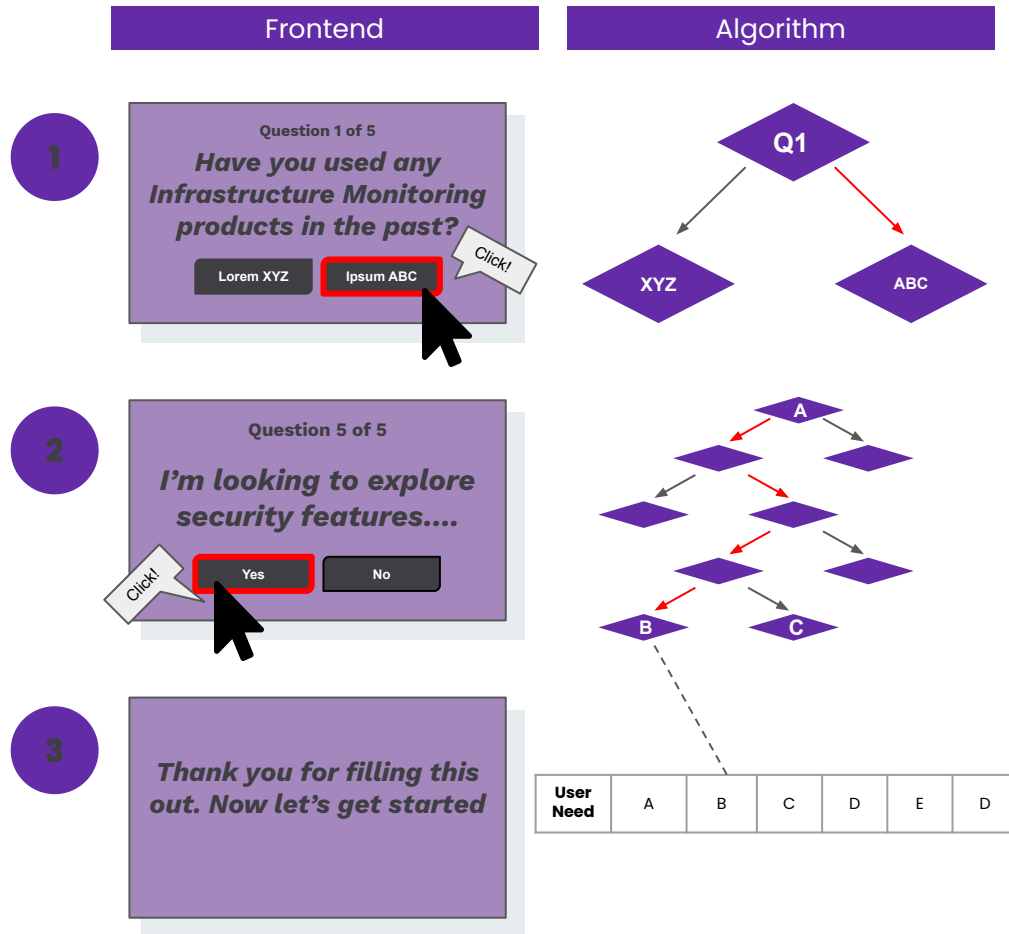 Frontend
Algorithm
1
Question 1 of 5
Have you used any
Infrastructure Monitoring
products in the past?
Lorem XYZ
Ipsum ABC
Click!
Q1
XYZ
ABC
2
Question 5 of 5
I'm looking to explore
security features....
Yes
No
Click!
A
B
C
3
Thank you for filling this
out. Now let's get started
User
Need
A
B
C
D
E
D